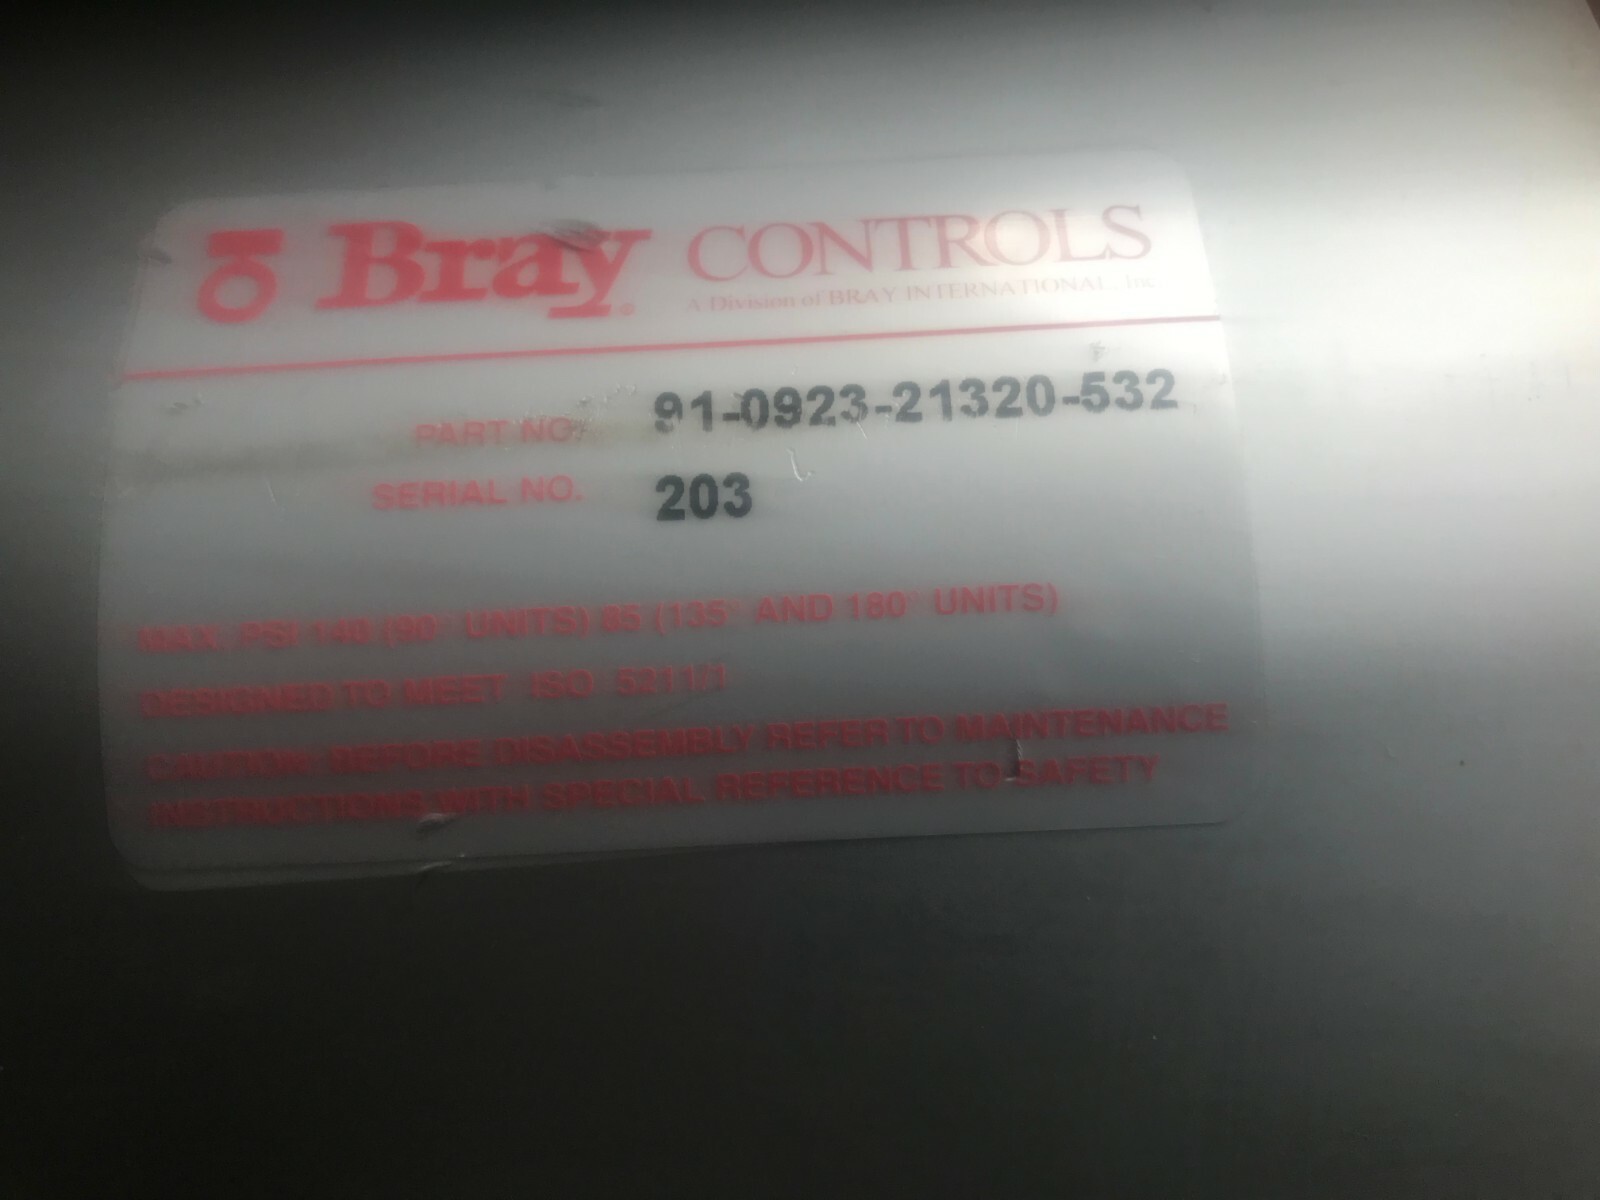 Bray CONTROLS
A Division of BRAY INTERNATIONAL, Inc.
PART NO. 91-0923-21320-532
SERIAL NO. 203
MAX. PSI 140 (90° UNITS) 85 (135° AND 180° UNITS)
DESIGNED TO MEET ISO 5211/1
CAUTION: BEFORE DISASSEMBLY REFER TO MAINTENANCE
INSTRUCTIONS WITH SPECIAL REFERENCE TO SAFETY